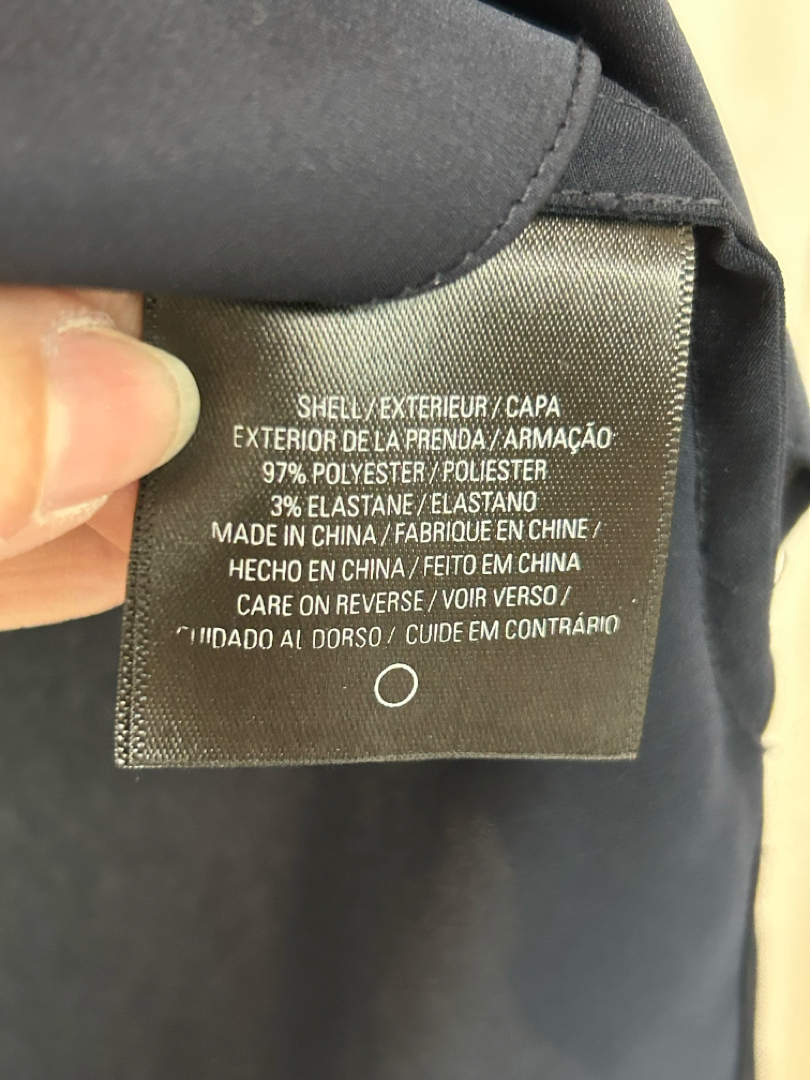 SHELL / EXTERIEUR / CAPA
EXTERIOR DE LA PRENDA / ARMAÇÃO
97% POLYESTER / POLIESTER
3% ELASTANE / ELASTANO
MADE IN CHINA / FABRIQUE EN CHINE /
HECHO EN CHINA / FEITO EM CHINA
CARE ON REVERSE / VOIR VERSO /
CUIDADO AL DORSO / CUIDE EM CONTRÁRIO